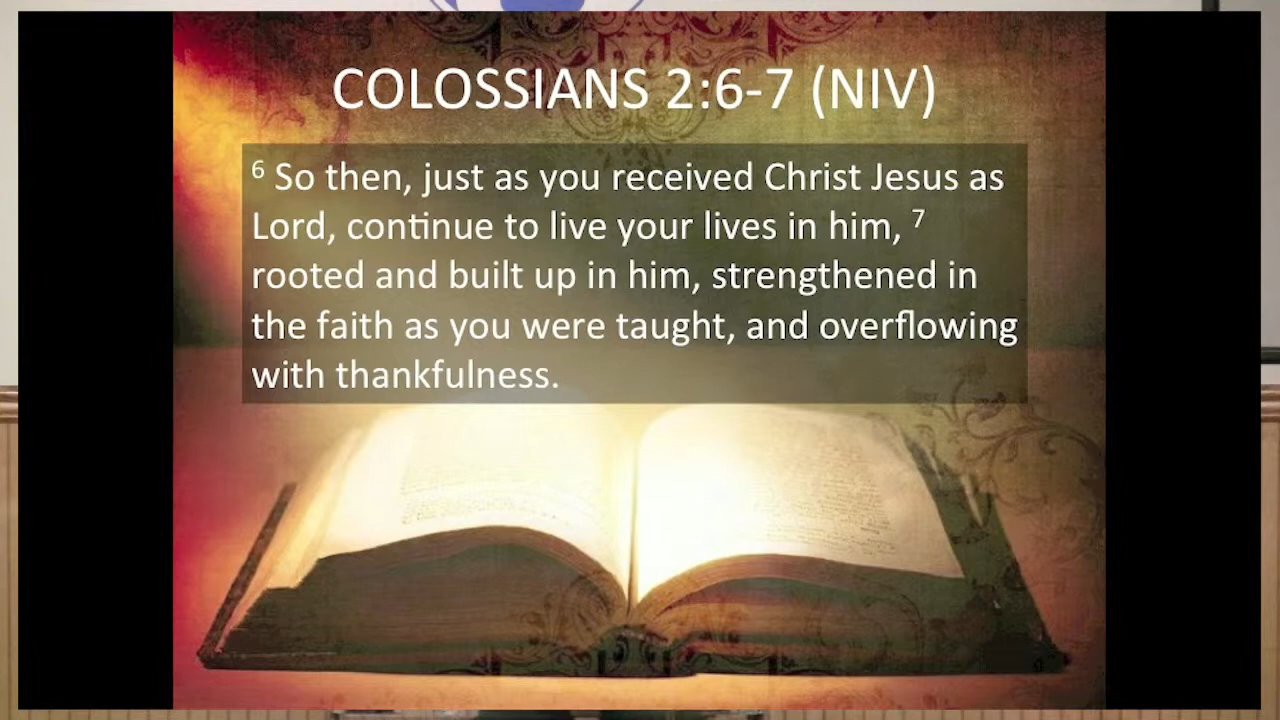 COLOSSIANS 2:6-7 (NIV)
6 So then, just as you received Christ Jesus as
Lord, continue to live your lives in him, 7
rooted and built up in him, strengthened in
the faith as you were taught, and overflowing
with thankfulness.